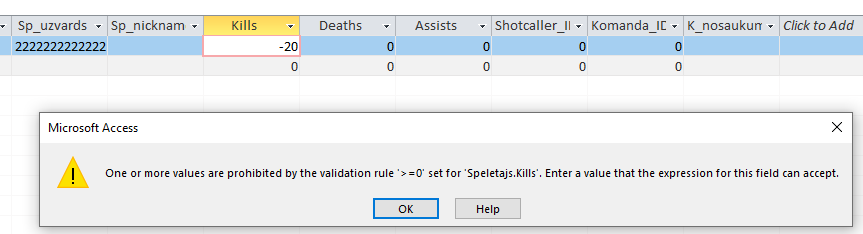 Sp_uzvards Sp_nicknam Kills Deaths Assists Shotcaller_II Komanda_ID K_nosaukum Click to Add
2222222222222 -20 0 0 0 0
0 0 0 0 0
Microsoft Access
One or more values are prohibited by the validation rule '>=0' set for 'Speletajs.Kills'. Enter a value that the expression for this field can accept.
OK Help